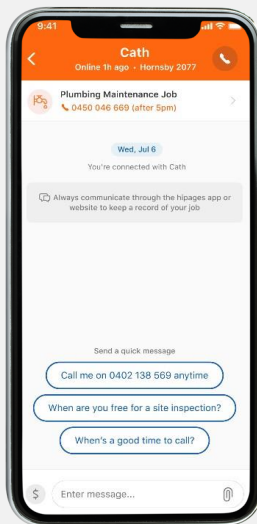 9:41
Cath
Online 1h ago · Hornsby 2077
Plumbing Maintenance Job
0450 046 669 (after 5pm)
Wed, Jul 6
You're connected with Cath
Always communicate through the hipages app or
website to keep a record of your job
Send a quick message
Call me on 0402 138 569 anytime
When are you free for a site inspection?
When's a good time to call?
$
Enter message...